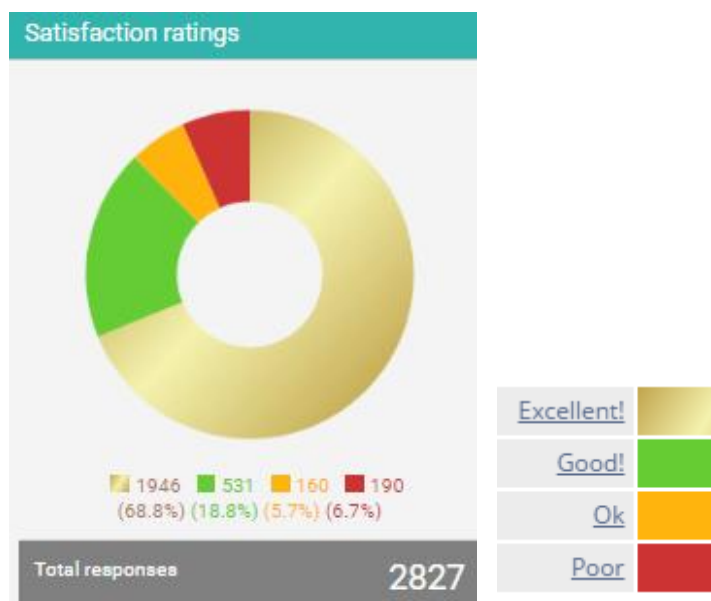 Satisfaction ratings
1946 531 160 190
(68.8%) (18.8%) (5.7%) (6.7%)
Total responses 2827
Excellent!
Good!
Ok
Poor